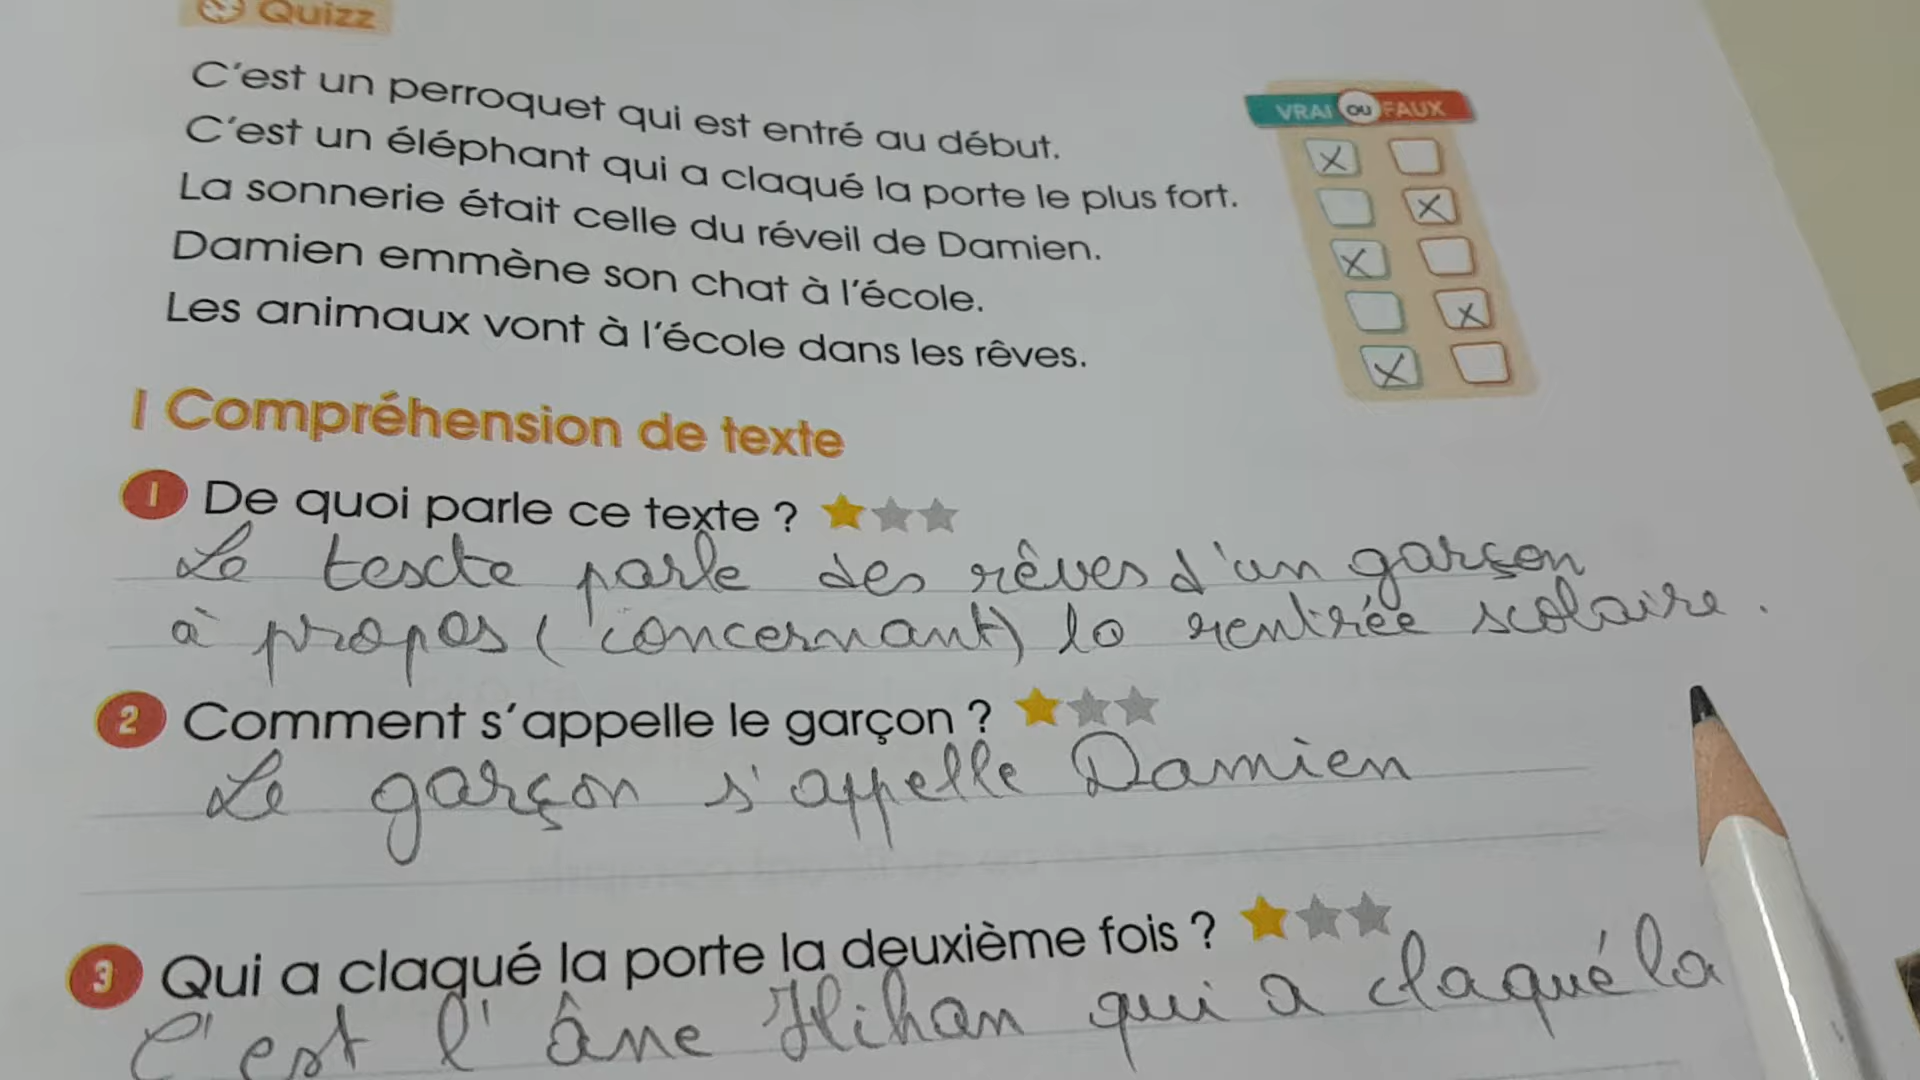 Quizz
VRAI OU FAUX
C'est un perroquet qui est entré au début.
C'est un éléphant qui a claqué la porte le plus fort.
La sonnerie était celle du réveil de Damien.
Damien emmène son chat à l'école.
Les animaux vont à l'école dans les rêves.
I Compréhension de texte
1 De quoi parle ce texte ?
Le texte parle des rêves d'un garçon
à propos (concernant) la rentrée scolaire.
2 Comment s'appelle le garçon ?
Le garçon s'appelle Damien
3 Qui a claqué la porte la deuxième fois ?
C'est l'âne Hihan qui a claqué la